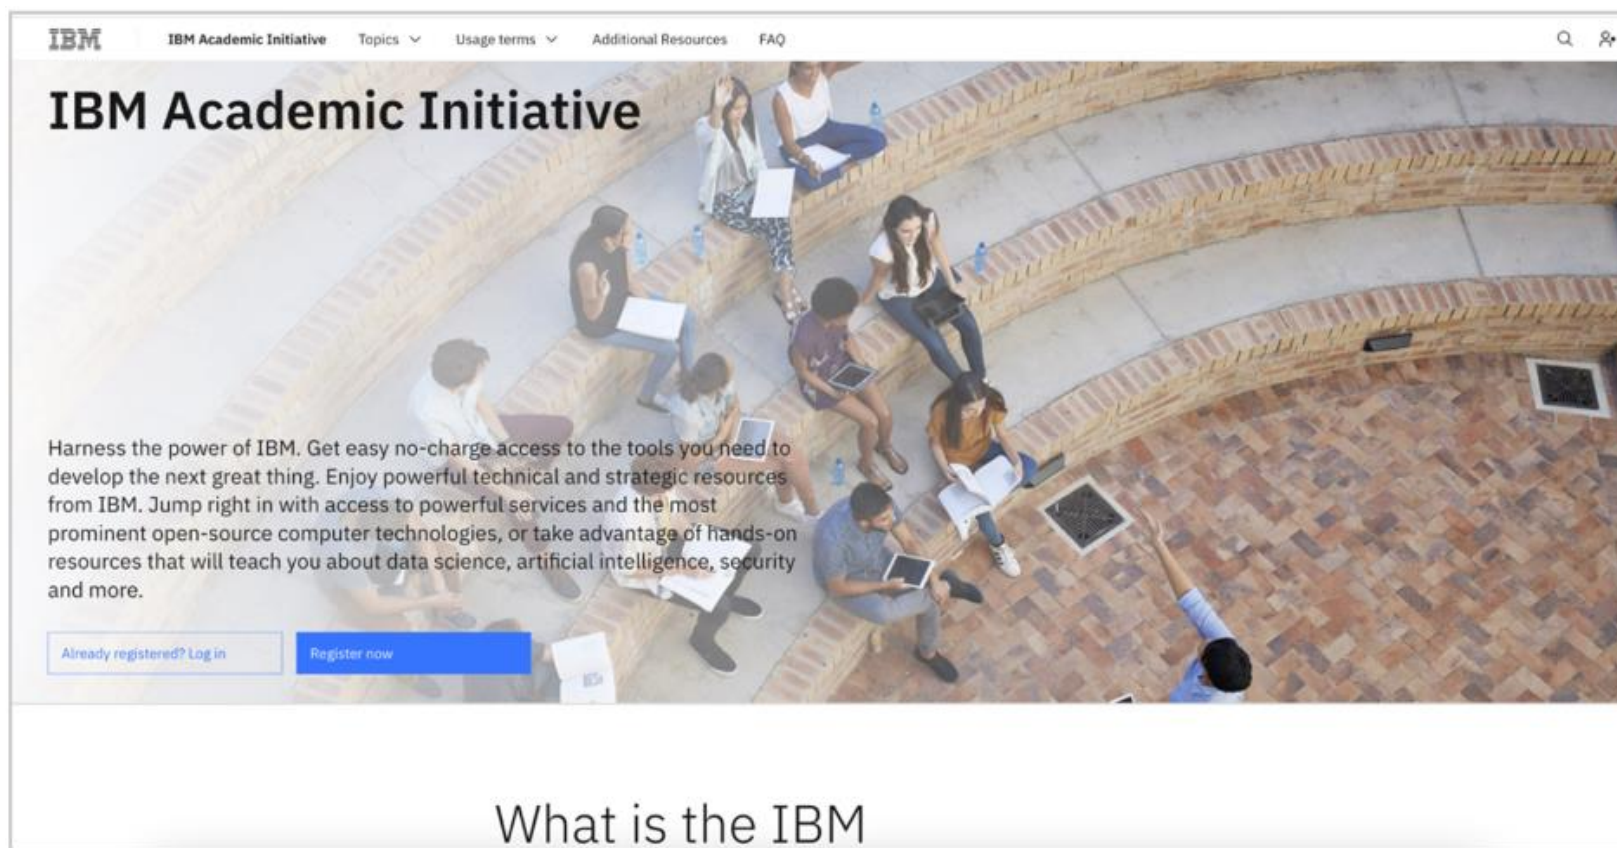 IBM
IBM Academic Initiative Topics Usage terms Additional Resources FAQ
IBM Academic Initiative
Harness the power of IBM. Get easy no-charge access to the tools you need to
develop the next great thing. Enjoy powerful technical and strategic resources
from IBM. Jump right in with access to powerful services and the most
prominent open-source computer technologies, or take advantage of hands-on
resources that will teach you about data science, artificial intelligence, security
and more.
Already registered? Log in
Register now
What is the IBM